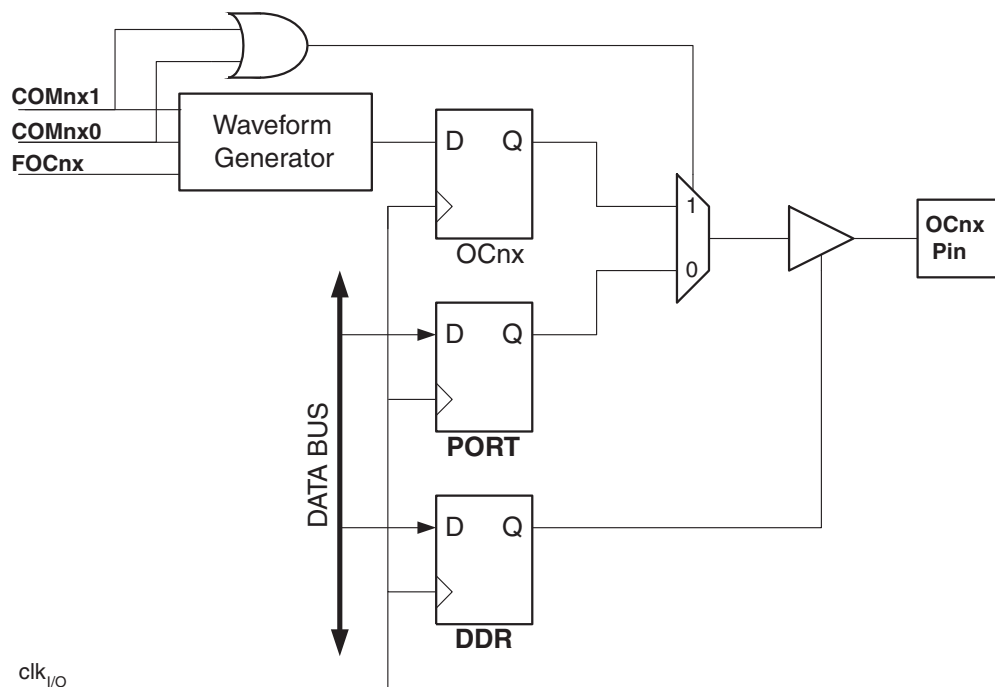 COMnx1
COMnx0
FOCnx
Waveform
Generator
D Q
OCnx
1
0
OCnx
Pin
D Q
PORT
DATA BUS
D Q
DDR
clkI/O